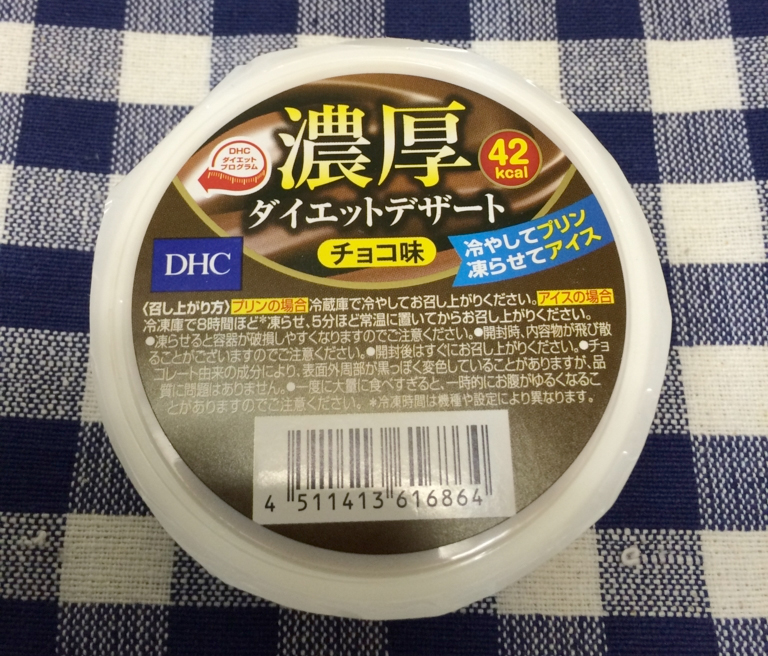 DHC
ダイエット
プログラム
濃厚
42
kcal
ダイエットデザート
チョコ味
冷やしてプリン
凍らせてアイス
DHC
〈召し上がり方〉プリンの場合 冷蔵庫で冷やしてお召し上がりください。アイスの場合
冷凍庫で8時間ほど*凍らせ、5分ほど常温に置いてからお召し上がりください。
●凍らせると容器が破損しやすくなりますのでご注意ください。●開封時、内容物が飛び散
ることがございますのでご注意ください。●開封後はすぐにお召し上がりください。●チョ
コレート由来の成分により、表面外周部が黒っぽく変色していることがありますが、品
質に問題はありません。●一度に大量に食べすぎると、一時的にお腹がゆるくなるこ
とがありますのでご注意ください。 *冷凍時間は機種や設定により異なります。
4 511413 616864